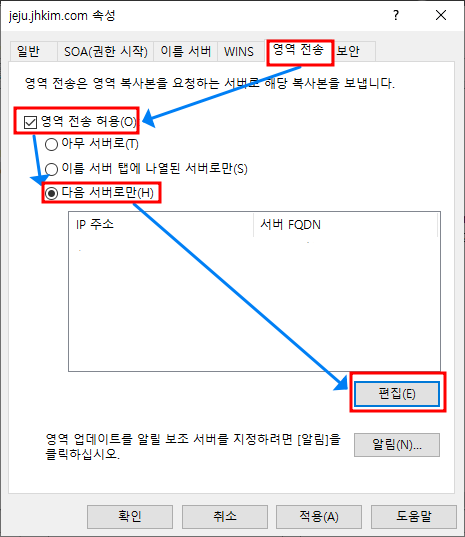 jeju.jhkim.com 속성
일반 SOA(권한 시작) 이름 서버 WINS 영역 전송 보안
영역 전송은 영역 복사본을 요청하는 서버로 해당 복사본을 보냅니다.
영역 전송 허용(O)
아무 서버로(T)
이름 서버 탭에 나열된 서버로만(S)
다음 서버로만(H)
IP 주소 서버 FQDN
편집(E)
영역 업데이트를 알릴 보조 서버를 지정하려면 [알림]을
클릭하십시오.
알림(N)...
확인 취소 적용(A) 도움말